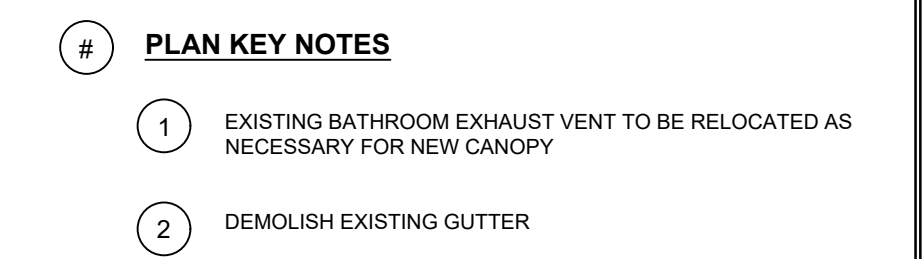 # PLAN KEY NOTES
1 EXISTING BATHROOM EXHAUST VENT TO BE RELOCATED AS
NECESSARY FOR NEW CANOPY
2 DEMOLISH EXISTING GUTTER